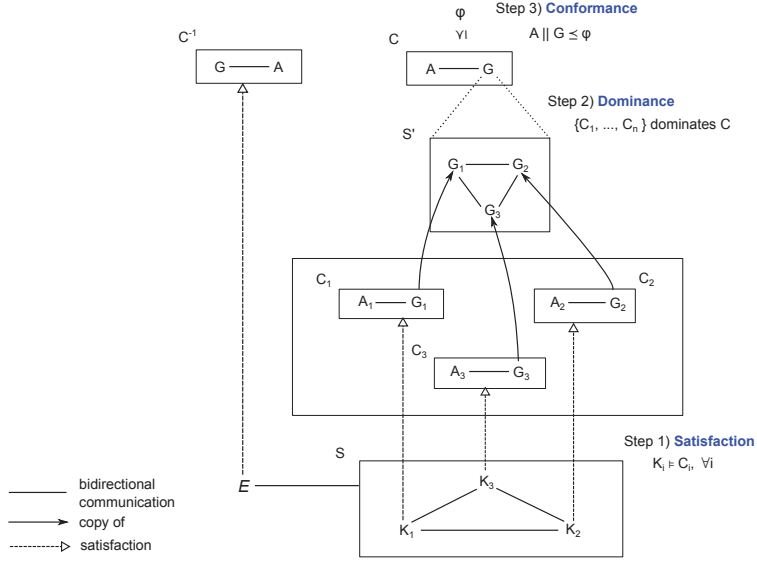 φ
Step 3) Conformance
γι
A || G ⪯ φ
C⁻¹
C
G A
A G
Step 2) Dominance
{C₁, ..., Cₙ } dominates C
S'
G₁ G₂
G₃
C₁
C₂
A₁ G₁
A₂ G₂
C₃
A₃ G₃
Step 1) Satisfaction
Kᵢ ⊨ Cᵢ, ∀i
S
E
K₃
K₁ K₂
bidirectional
communication
copy of
satisfaction